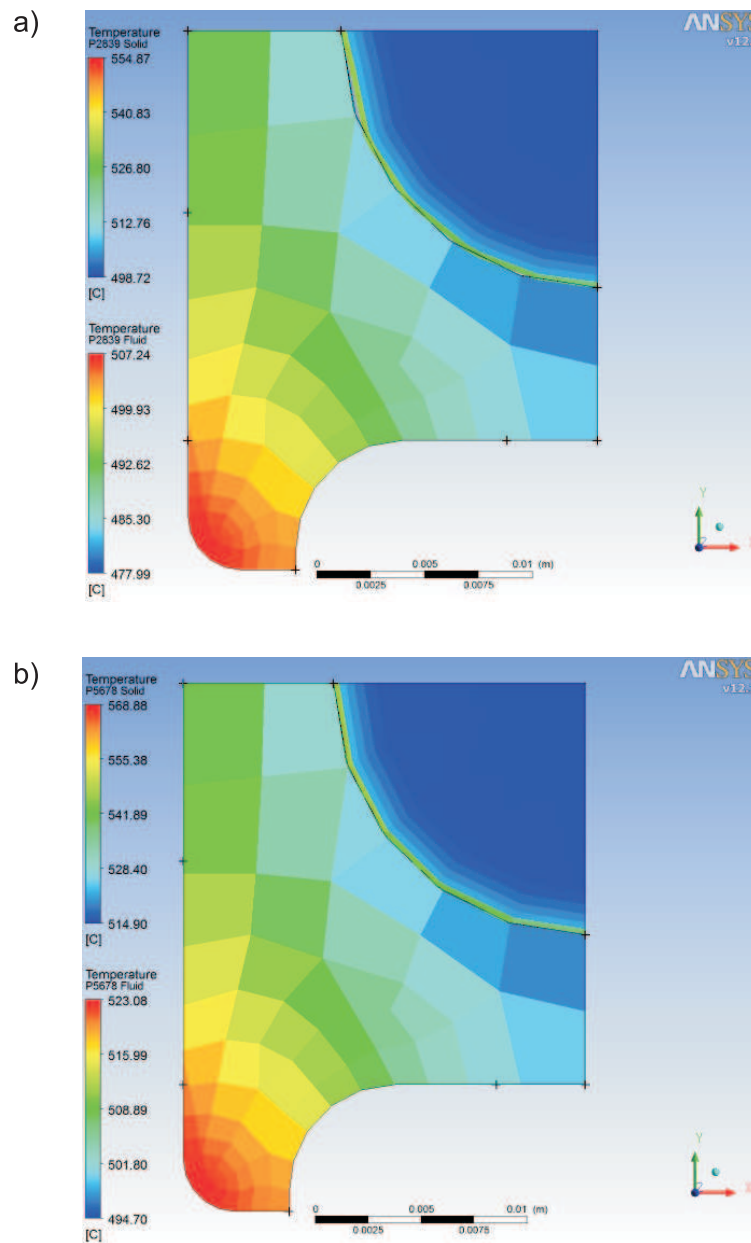 a)
Temperature
P2839 Solid
554.87
540.83
526.80
512.76
498.72
[C]
Temperature
P2839 Fluid
507.24
499.93
492.62
485.30
477.99
[C]
ANSYS
v12.
Y
Z
X
0 0.005 0.01 (m)
0.0025 0.0075
b)
Temperature
P5678 Solid
568.88
555.38
541.89
528.40
514.90
[C]
Temperature
P5678 Fluid
523.08
515.99
508.89
501.80
494.70
[C]
ANSYS
v12.
Y
Z
X
0 0.005 0.01 (m)
0.0025 0.0075